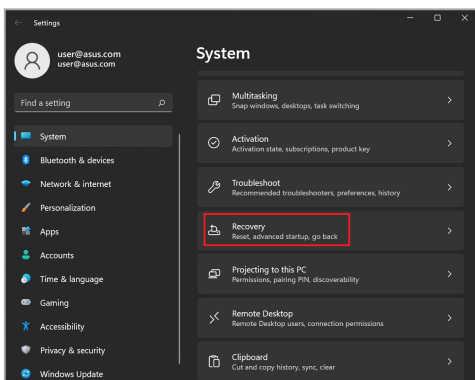 Settings
user@asus.com
user@asus.com
Find a setting
System
Bluetooth & devices
Network & internet
Personalization
Apps
Accounts
Time & language
Gaming
Accessibility
Privacy & security
Windows Update
System
Multitasking
Snap windows, desktops, task switching
Activation
Activation state, subscriptions, product key
Troubleshoot
Recommended troubleshooters, preferences, history
Recovery
Reset, advanced startup, go back
Projecting to this PC
Permissions, pairing PIN, discoverability
Remote Desktop
Remote Desktop users, connection permissions
Clipboard
Cut and copy history, sync, clear